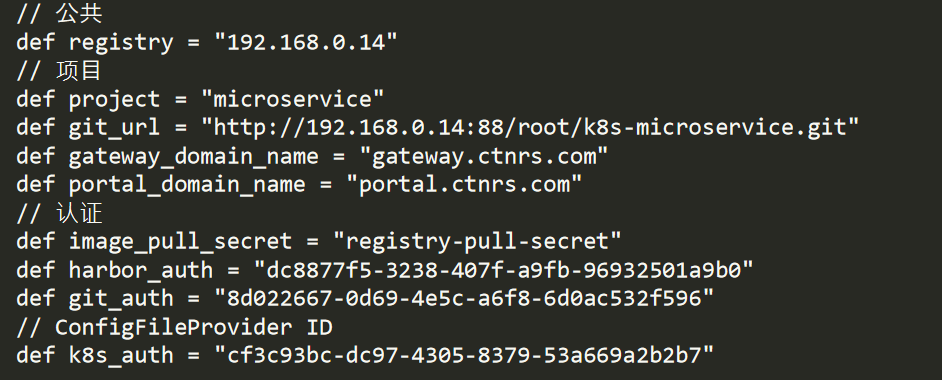 // 公共
def registry = "192.168.0.14"
// 项目
def project = "microservice"
def git_url = "http://192.168.0.14:88/root/k8s-microservice.git"
def gateway_domain_name = "gateway.ctnrs.com"
def portal_domain_name = "portal.ctnrs.com"
// 认证
def image_pull_secret = "registry-pull-secret"
def harbor_auth = "dc8877f5-3238-407f-a9fb-96932501a9b0"
def git_auth = "8d022667-0d69-4e5c-a6f8-6d0ac532f596"
// ConfigFileProvider ID
def k8s_auth = "cf3c93bc-dc97-4305-8379-53a669a2b2b7"